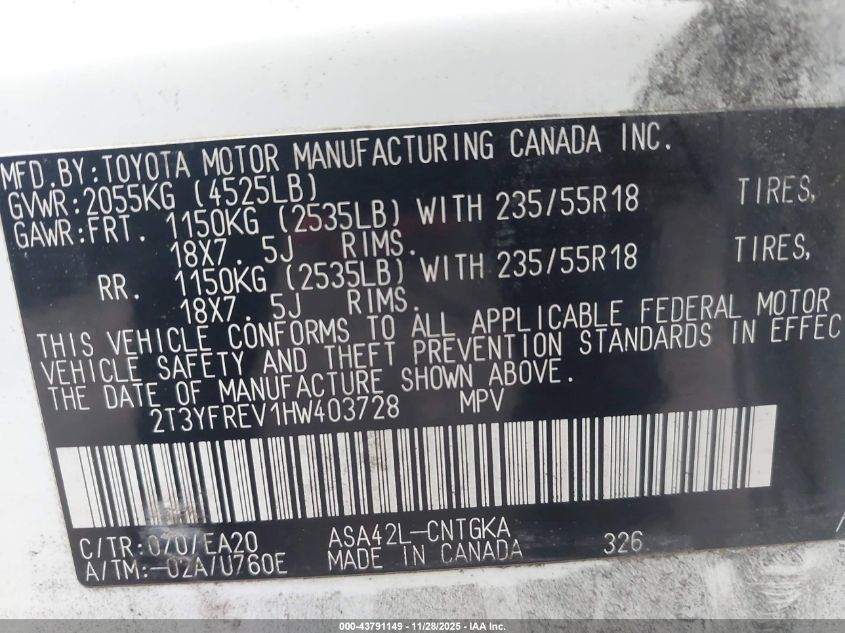 MFD.BY:TOYOTA MOTOR MANUFACTURING CANADA INC.
GVWR:2055KG (4525LB)
GAWR:FRT. 1150KG (2535LB) WITH 235/55R18 TIRES,
18X7. 5J RIMS.
RR. 1150KG (2535LB) WITH 235/55R18 TIRES,
18X7. 5J RIMS.
THIS VEHICLE CONFORMS TO ALL APPLICABLE FEDERAL MOTOR
VEHICLE SAFETY AND THEFT PREVENTION STANDARDS IN EFFEC
THE DATE OF MANUFACTURE SHOWN ABOVE.
2T3YFREV1HW403728 MPV
C/TR:070/EA20 ASA42L-CNTGKA
A/TM:-02A/U760E MADE IN CANADA 326
000-43791149 - 11/28/2025 - IAA Inc.